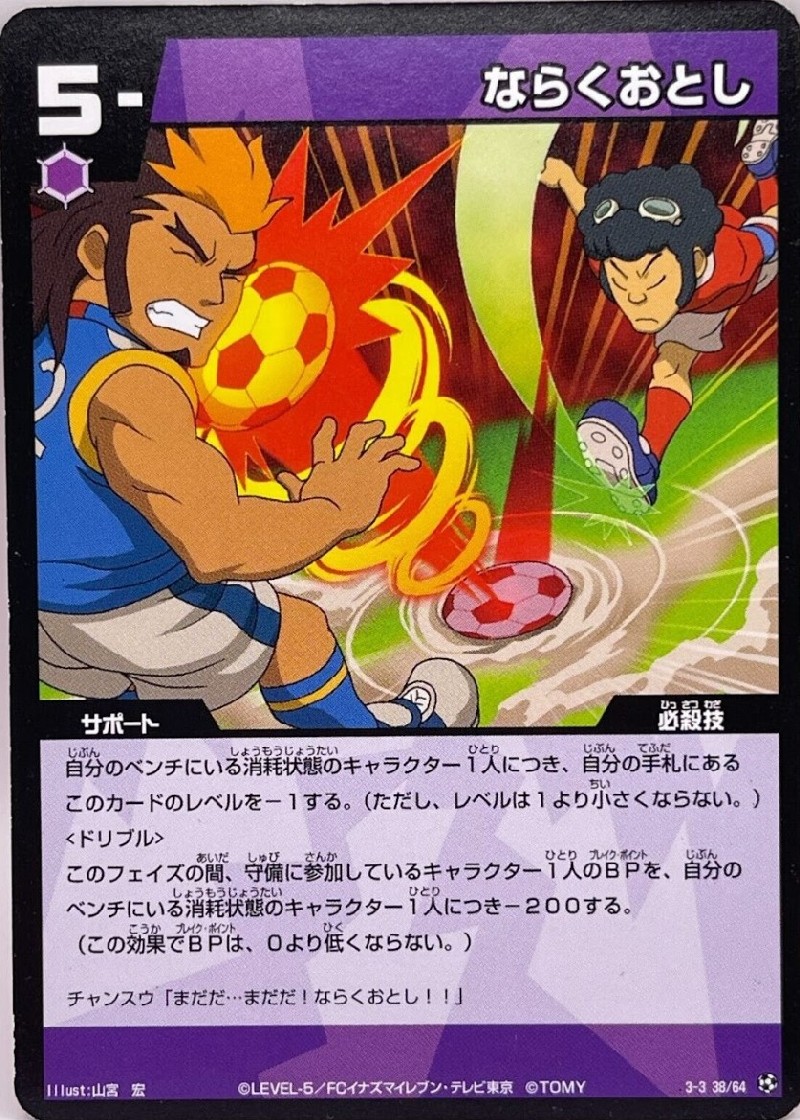 5-
ならくおとし
サポート
必殺技
自分のベンチにいる消耗状態のキャラクター1人につき、自分の手札にある
このカードのレベルを-1する。(ただし、レベルは1より小さくならない。)
<ドリブル>
このフェイズの間、守備に参加しているキャラクター1人のBPを、自分の
ベンチにいる消耗状態のキャラクター1人につき-200する。
(この効果でBPは、0より低くならない。)
チャンスウ「まだだ…まだだ!ならくおとし!!」
Illust:山宮 宏
©LEVEL-5/FCイナズマイレブン・テレビ東京 ©TOMY
3-3 38/64